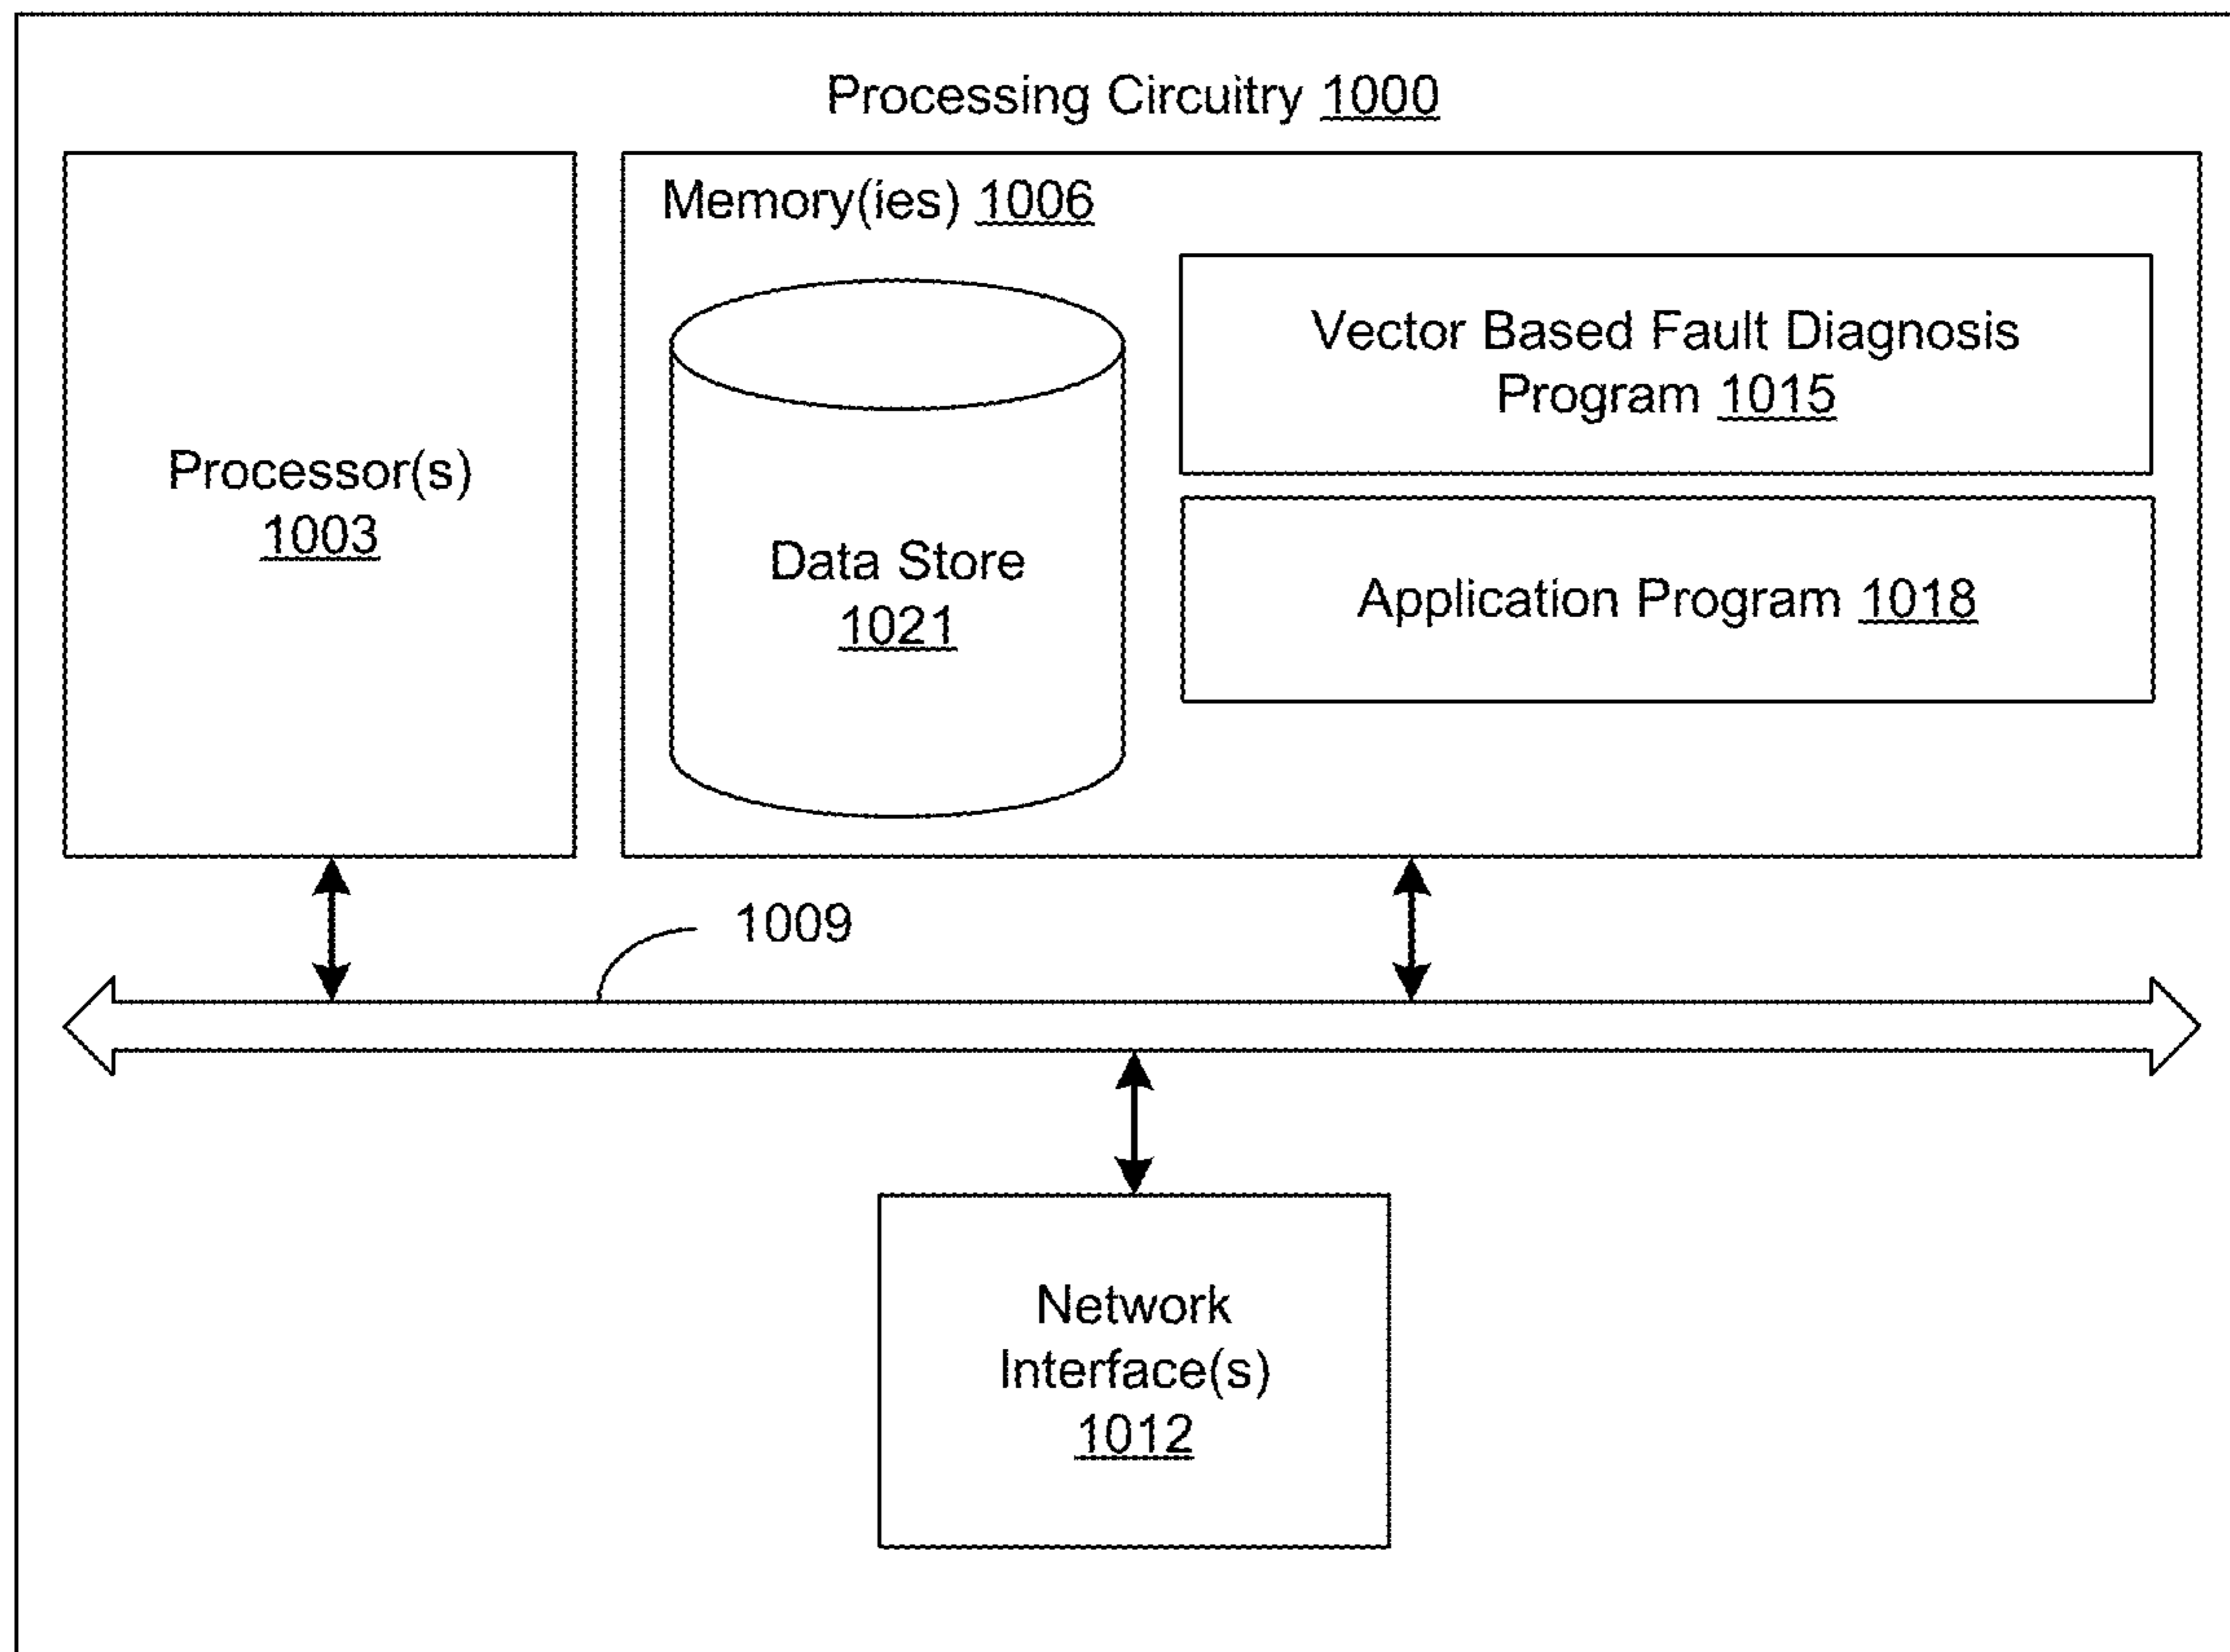 Processing Circuitry 1000
Memory(ies) 1006
Vector Based Fault Diagnosis
Program 1015
Processor(s)
1003
Data Store
1021
Application Program 1018
1009
Network
Interface(s)
1012